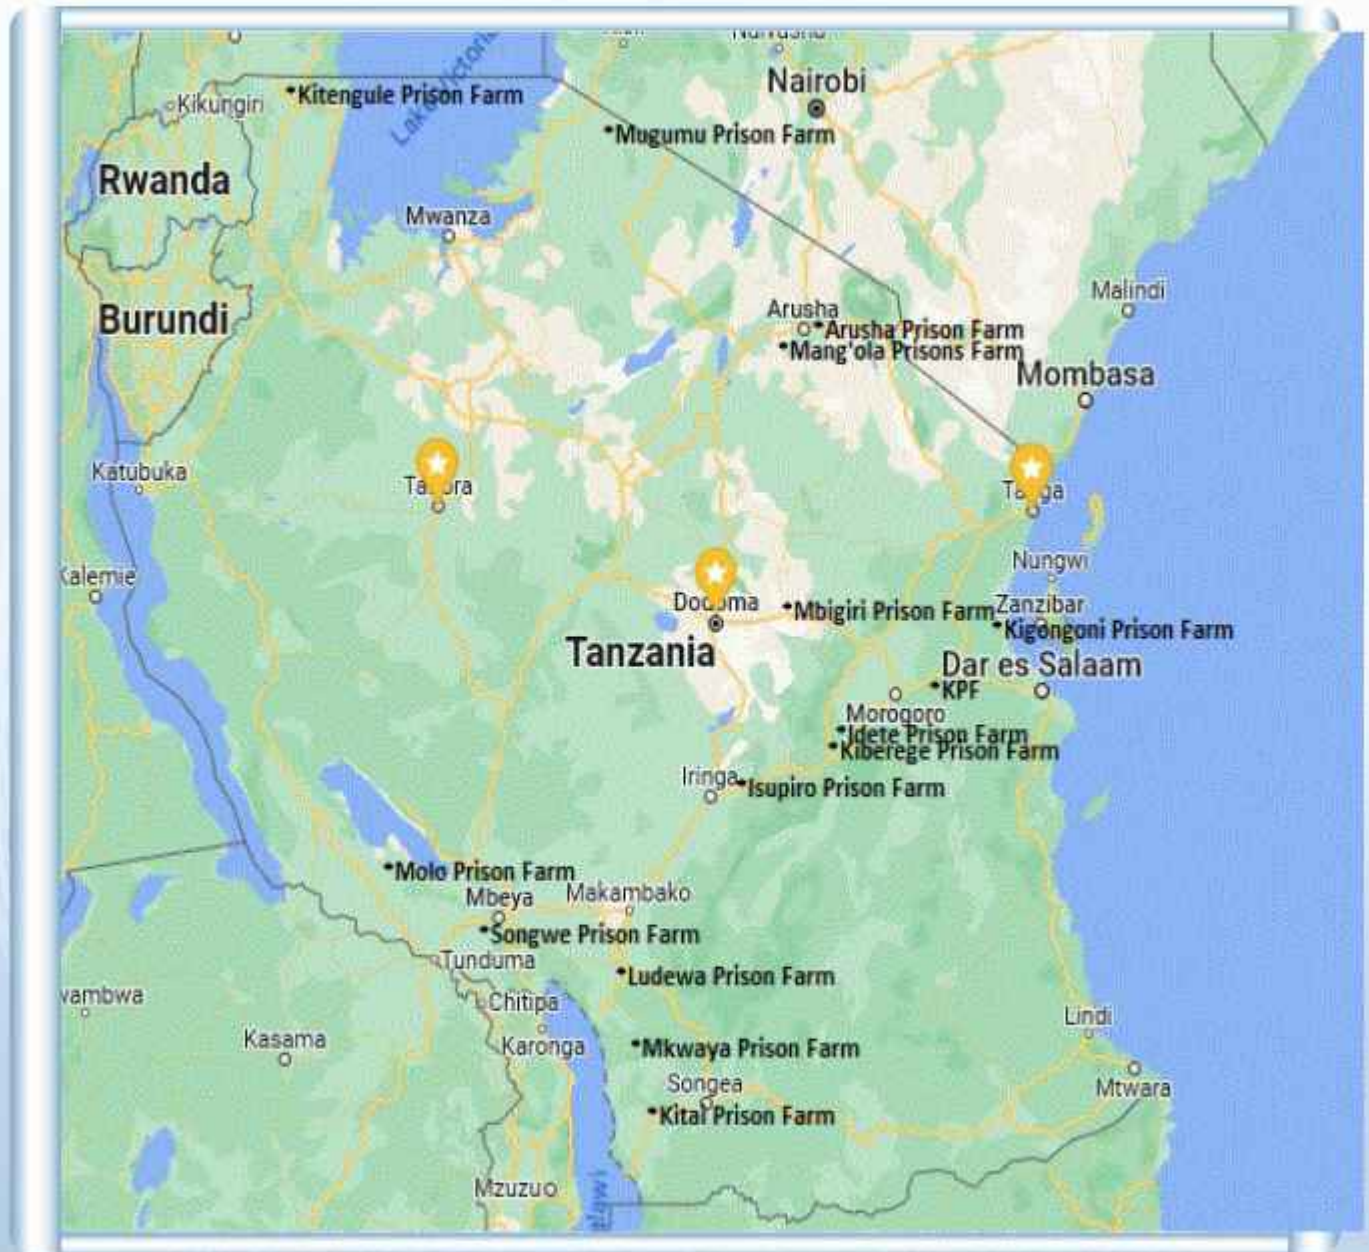 Nairobi
Lake Victoria
Kitengule Prison Farm
Kikungiri
Mugumu Prison Farm
Rwanda
Mwanza
Malindi
Burundi
Arusha
Arusha Prison Farm
Mang'ola Prisons Farm
Mombasa
Katubuka
Nungwi
Kalemie
Dodoma
Mbigiri Prison Farm
Zanzibar
Kigongoni Prison Farm
Tanzania
Dar es Salaam
KPF
Morogoro
Idete Prison Farm
Kiberege Prison Farm
Iringa
Isupiro Prison Farm
Molo Prison Farm
Mbeya
Makambako
Songwe Prison Farm
Tunduma
Ludewa Prison Farm
Chitipa
Lindi
Kasama
Karonga
Mkwaya Prison Farm
Songea
Mtwara
Kitai Prison Farm
Mzuzu